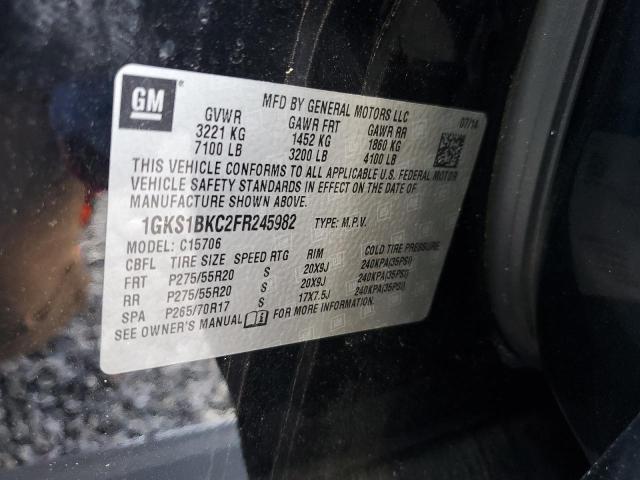 GM
MFD BY GENERAL MOTORS LLC
07/14
GVWR GAWR FRT GAWR RR
3221 KG 1452 KG 1860 KG
7100 LB 3200 LB 4100 LB
THIS VEHICLE CONFORMS TO ALL APPLICABLE U.S. FEDERAL MOTOR
VEHICLE SAFETY STANDARDS IN EFFECT ON THE DATE OF
MANUFACTURE SHOWN ABOVE.
1GKS1BKC2FR245982 TYPE: M.P.V.
MODEL: C15706
CBFL TIRE SIZE SPEED RTG RIM COLD TIRE PRESSURE
FRT P275/55R20 S 20X9J 240KPA(35PSI)
RR P275/55R20 S 20X9J 240KPA(35PSI)
SPA P265/70R17 S 17X7.5J 240KPA(35PSI)
SEE OWNER'S MANUAL FOR MORE INFORMATION.